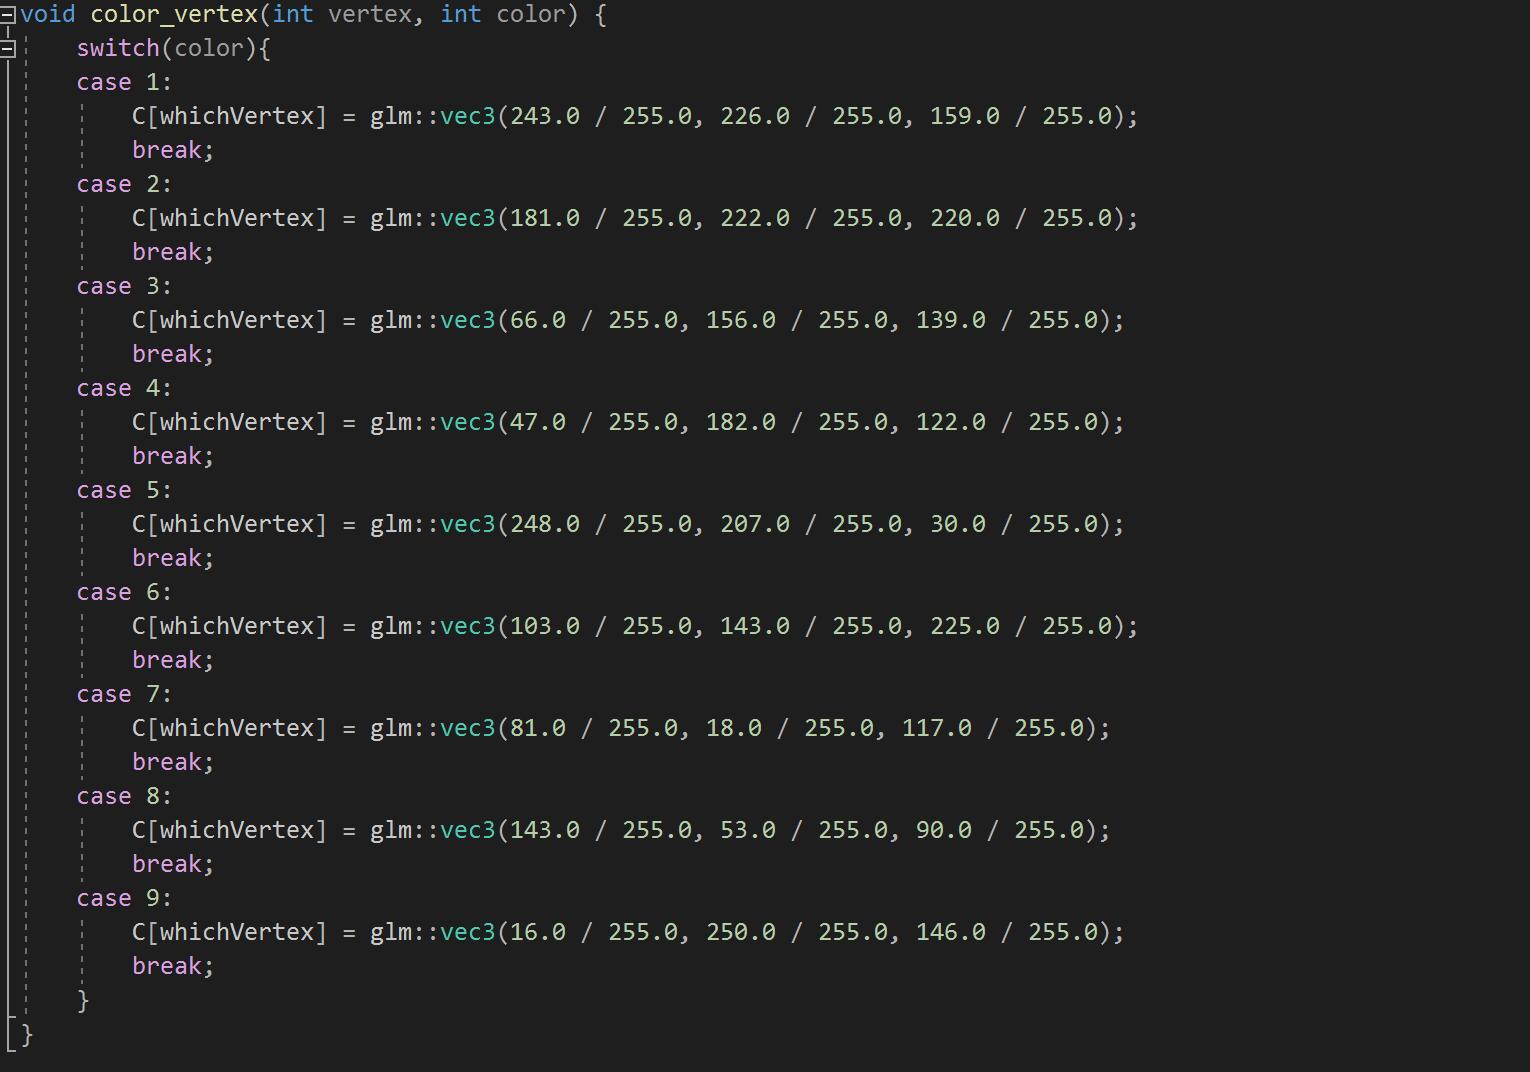 void color_vertex(int vertex, int color) {
switch(color){
case 1:
C[whichVertex] = glm::vec3(243.0 / 255.0, 226.0 / 255.0, 159.0 / 255.0);
break;
case 2:
C[whichVertex] = glm::vec3(181.0 / 255.0, 222.0 / 255.0, 220.0 / 255.0);
break;
case 3:
C[whichVertex] = glm::vec3(66.0 / 255.0, 156.0 / 255.0, 139.0 / 255.0);
break;
case 4:
C[whichVertex] = glm::vec3(47.0 / 255.0, 182.0 / 255.0, 122.0 / 255.0);
break;
case 5:
C[whichVertex] = glm::vec3(248.0 / 255.0, 207.0 / 255.0, 30.0 / 255.0);
break;
case 6:
C[whichVertex] = glm::vec3(103.0 / 255.0, 143.0 / 255.0, 225.0 / 255.0);
break;
case 7:
C[whichVertex] = glm::vec3(81.0 / 255.0, 18.0 / 255.0, 117.0 / 255.0);
break;
case 8:
C[whichVertex] = glm::vec3(143.0 / 255.0, 53.0 / 255.0, 90.0 / 255.0);
break;
case 9:
C[whichVertex] = glm::vec3(16.0 / 255.0, 250.0 / 255.0, 146.0 / 255.0);
break;
}
}